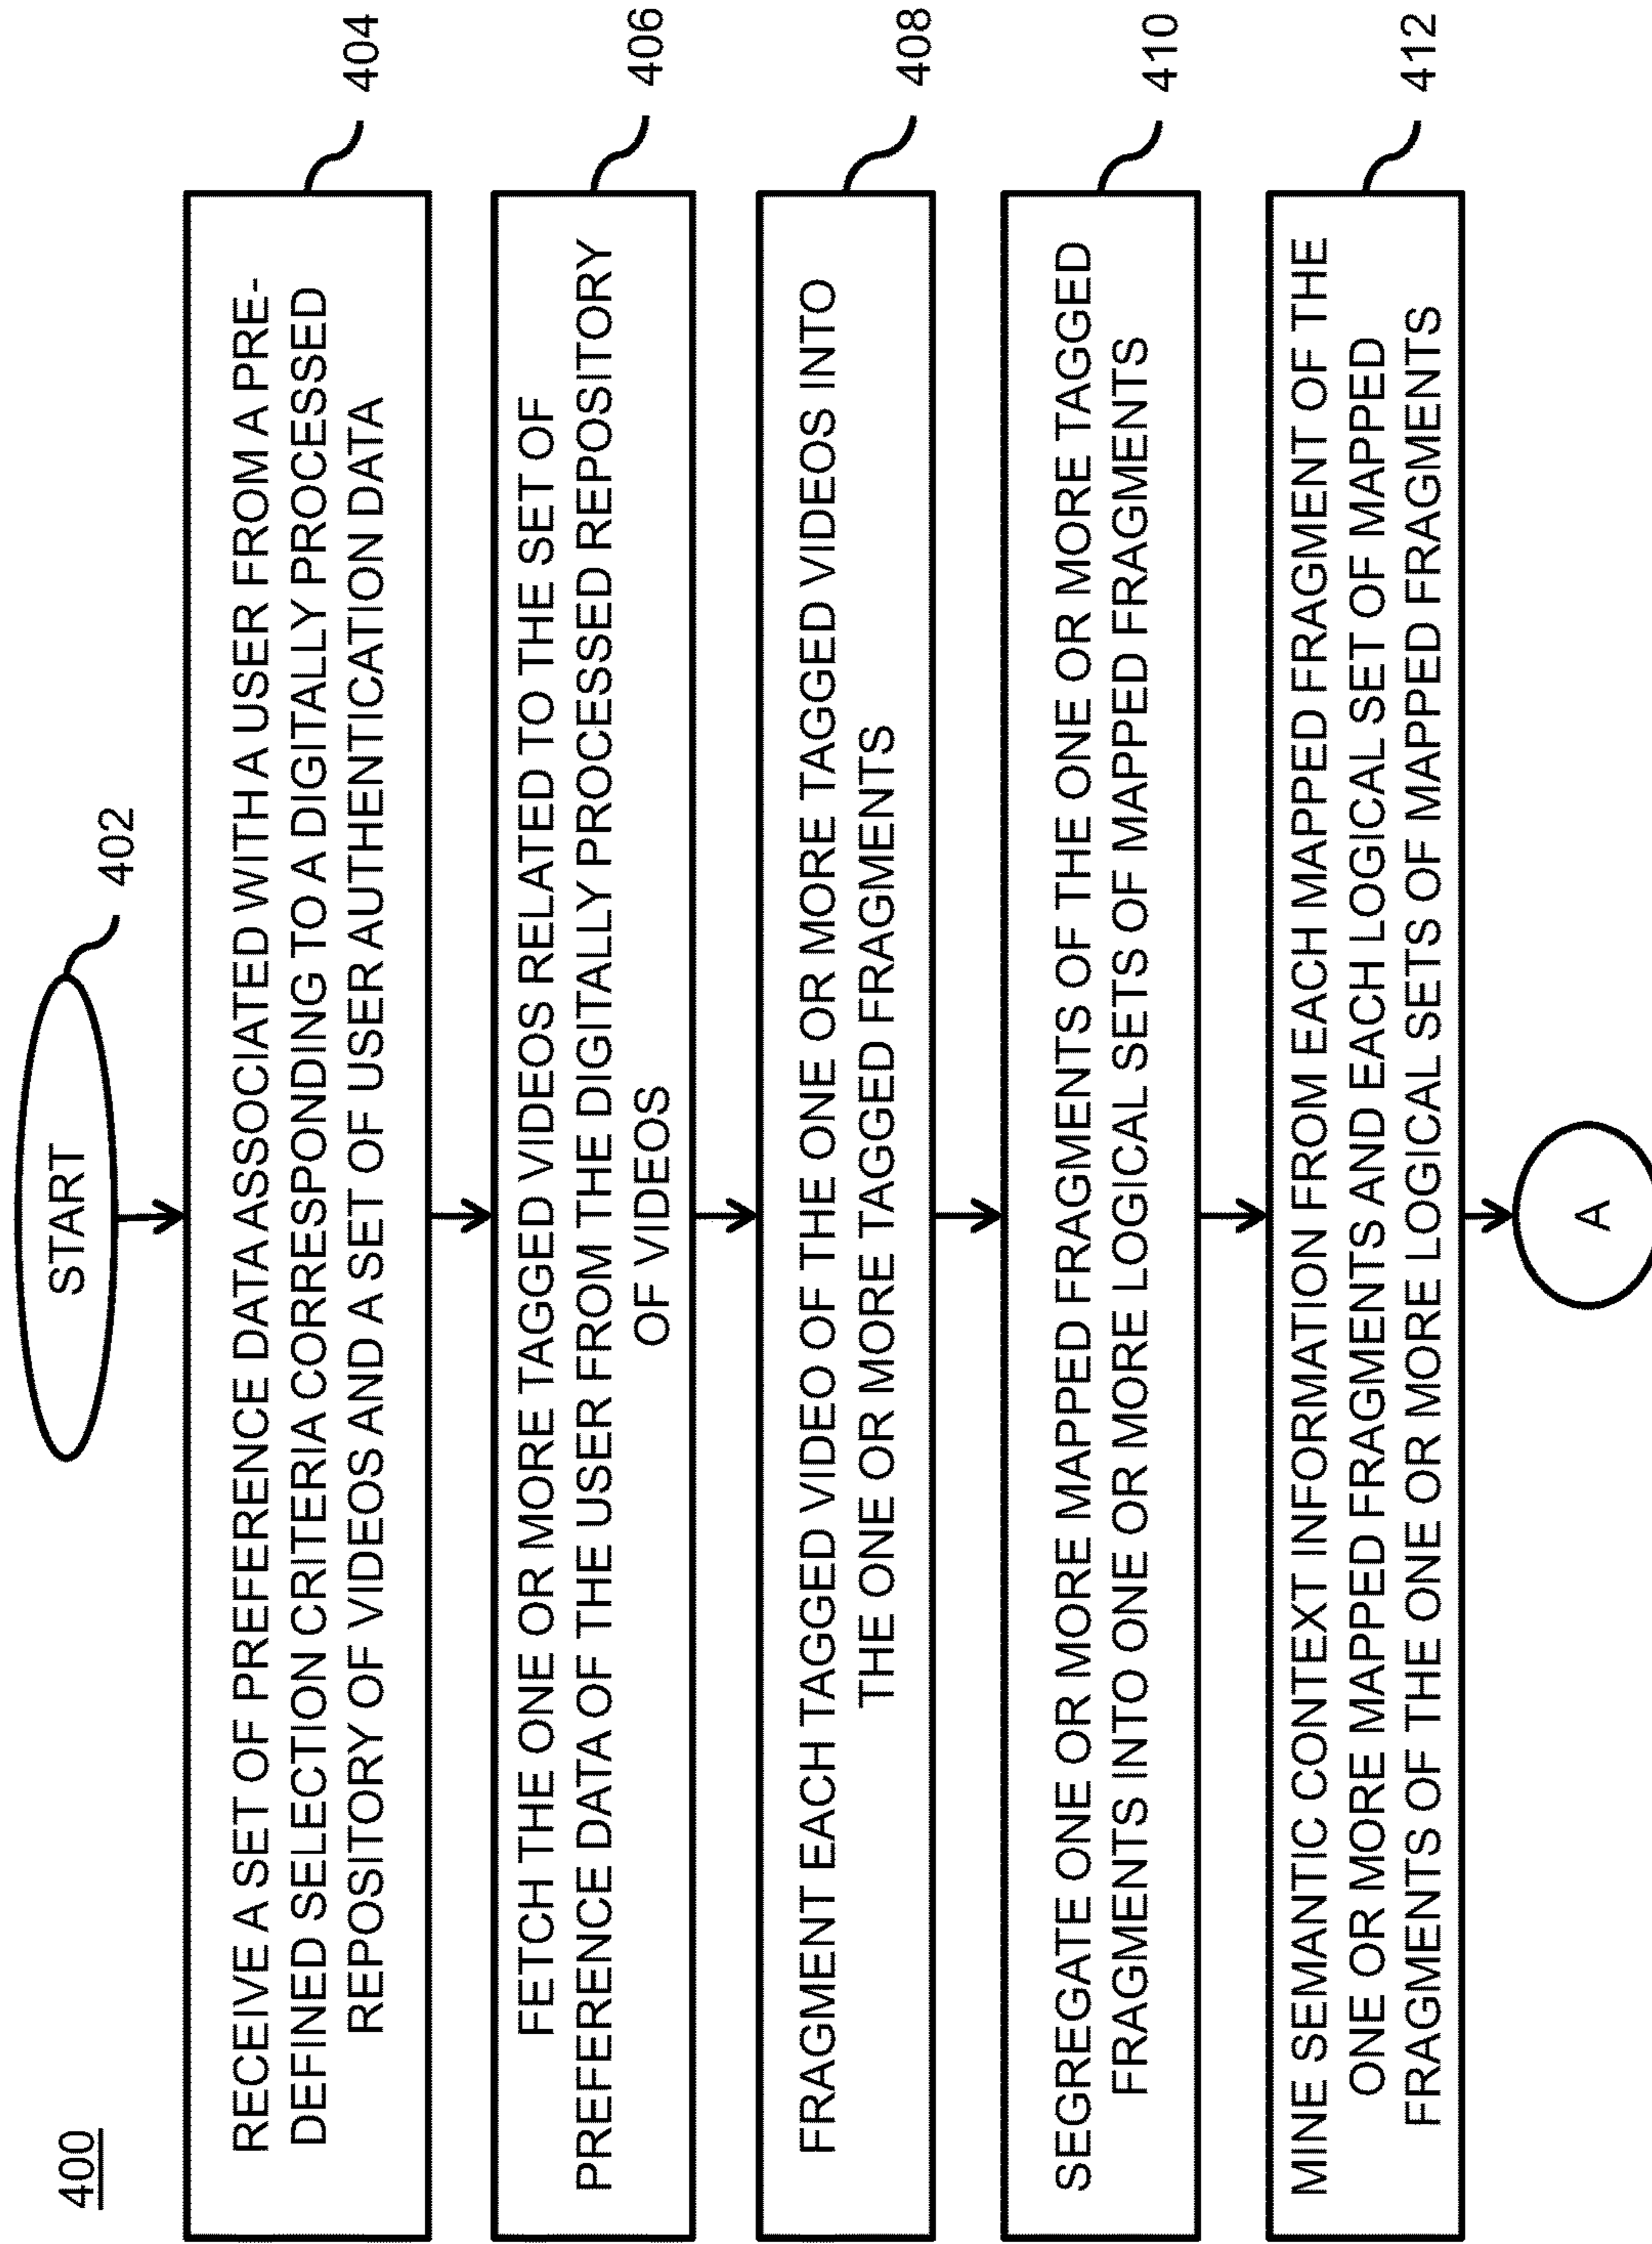 400
START
402
RECEIVE A SET OF PREFERENCE DATA ASSOCIATED WITH A USER FROM A PRE-
DEFINED SELECTION CRITERIA CORRESPONDING TO A DIGITALLY PROCESSED
REPOSITORY OF VIDEOS AND A SET OF USER AUTHENTICATION DATA
404
FETCH THE ONE OR MORE TAGGED VIDEOS RELATED TO THE SET OF
PREFERENCE DATA OF THE USER FROM THE DIGITALLY PROCESSED REPOSITORY
OF VIDEOS
406
FRAGMENT EACH TAGGED VIDEO OF THE ONE OR MORE TAGGED VIDEOS INTO
THE ONE OR MORE TAGGED FRAGMENTS
408
SEGREGATE ONE OR MORE MAPPED FRAGMENTS OF THE ONE OR MORE TAGGED
FRAGMENTS INTO ONE OR MORE LOGICAL SETS OF MAPPED FRAGMENTS
410
MINE SEMANTIC CONTEXT INFORMATION FROM EACH MAPPED FRAGMENT OF THE
ONE OR MORE MAPPED FRAGMENTS AND EACH LOGICAL SET OF MAPPED
FRAGMENTS OF THE ONE OR MORE LOGICAL SETS OF MAPPED FRAGMENTS
412
A